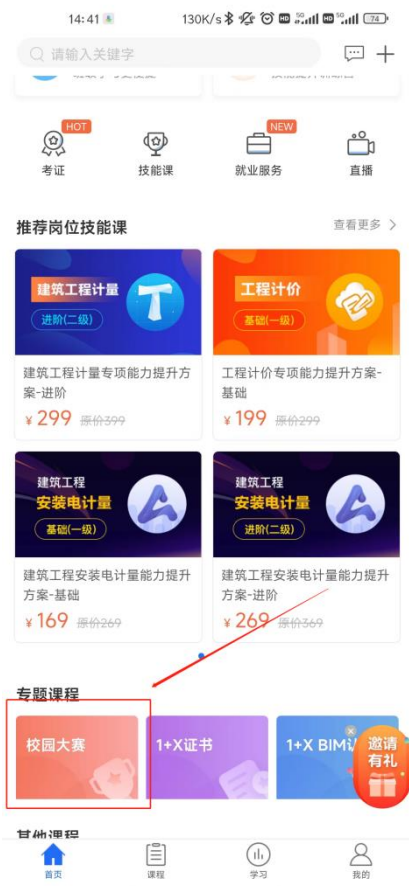 14:41
130K/s
5G
5G
74
请输入关键字
HOT
NEW
考证
技能课
就业服务
直播
推荐岗位技能课
查看更多
建筑工程计量
进阶(二级)
工程计价
基础(一级)
建筑工程计量专项能力提升方
案-进阶
¥299 原价399
工程计价专项能力提升方案-
基础
¥199 原价299
建筑工程
安装电计量
基础(一级)
建筑工程
安装电计量
进阶(二级)
建筑工程安装电计量能力提升
方案-基础
¥169 原价269
建筑工程安装电计量能力提升
方案-进阶
¥269 原价369
专题课程
校园大赛
1+X证书
1+X BIM
邀请
有礼
其他课程
首页
课程
学习
我的